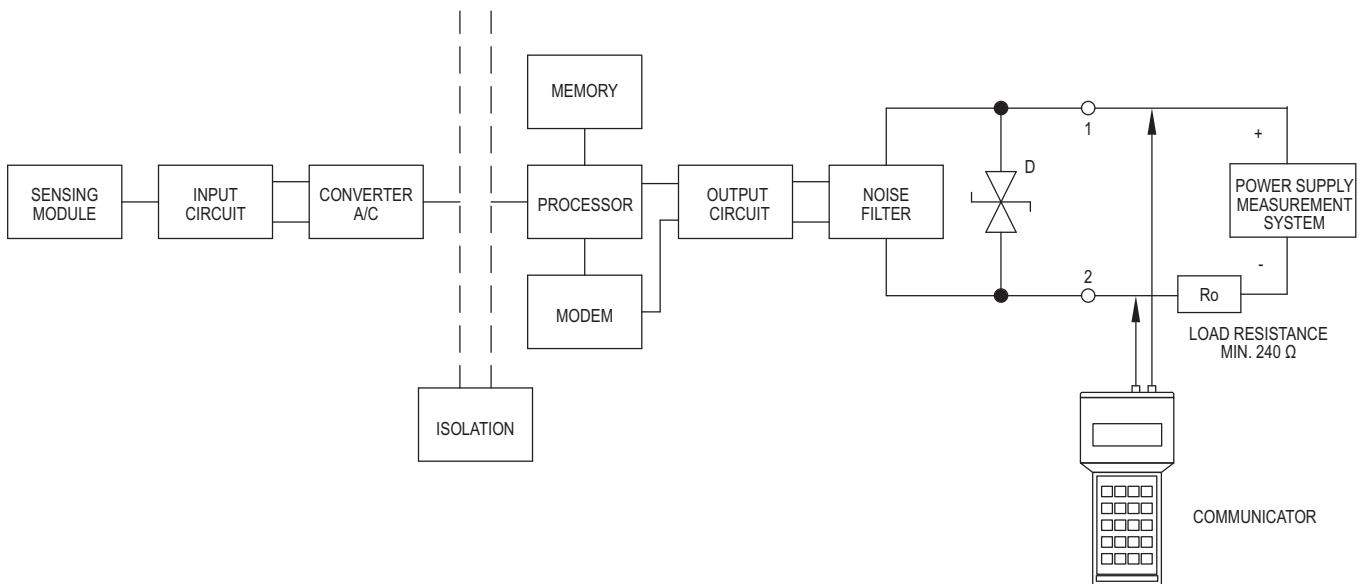 MEMORY
SENSING
MODULE
INPUT
CIRCUIT
CONVERTER
A/C
PROCESSOR
OUTPUT
CIRCUIT
NOISE
FILTER
D
1
+
POWER SUPPLY
MEASUREMENT
SYSTEM
-
2
Ro
LOAD RESISTANCE
MIN. 240 Ω
MODEM
ISOLATION
COMMUNICATOR